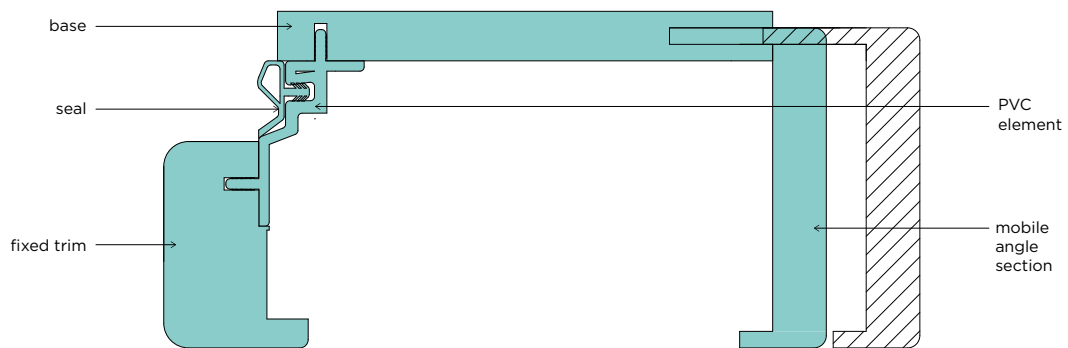 base
seal
fixed trim
PVC
element
mobile
angle
section